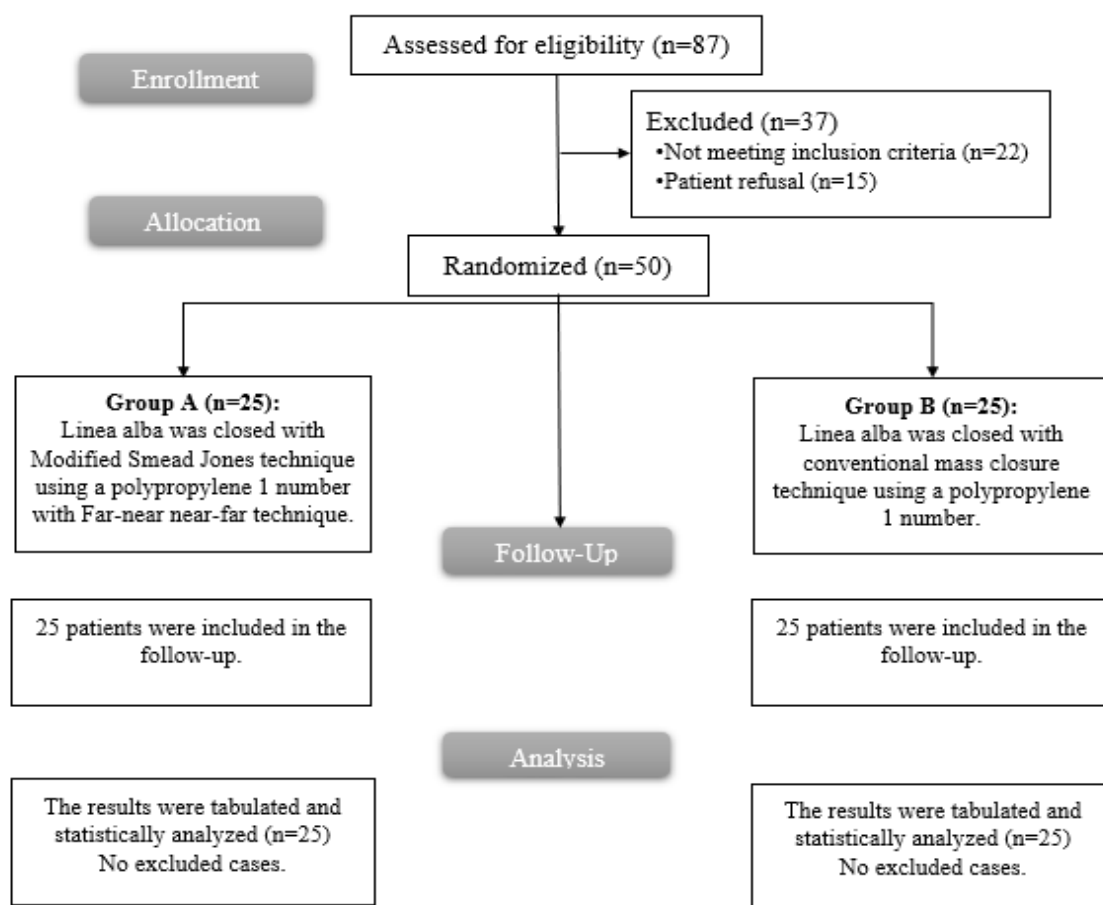 Assessed for eligibility (n=87)
Enrollment
Excluded (n=37)
•Not meeting inclusion criteria (n=22)
•Patient refusal (n=15)
Allocation
Randomized (n=50)
Group A (n=25):
Linea alba was closed with
Modified Smead Jones technique
using a polypropylene 1 number
with Far-near near-far technique.
Group B (n=25):
Linea alba was closed with
conventional mass closure
technique using a polypropylene
1 number.
Follow-Up
25 patients were included in the
follow-up.
25 patients were included in the
follow-up.
Analysis
The results were tabulated and
statistically analyzed (n=25)
No excluded cases.
The results were tabulated and
statistically analyzed (n=25)
No excluded cases.